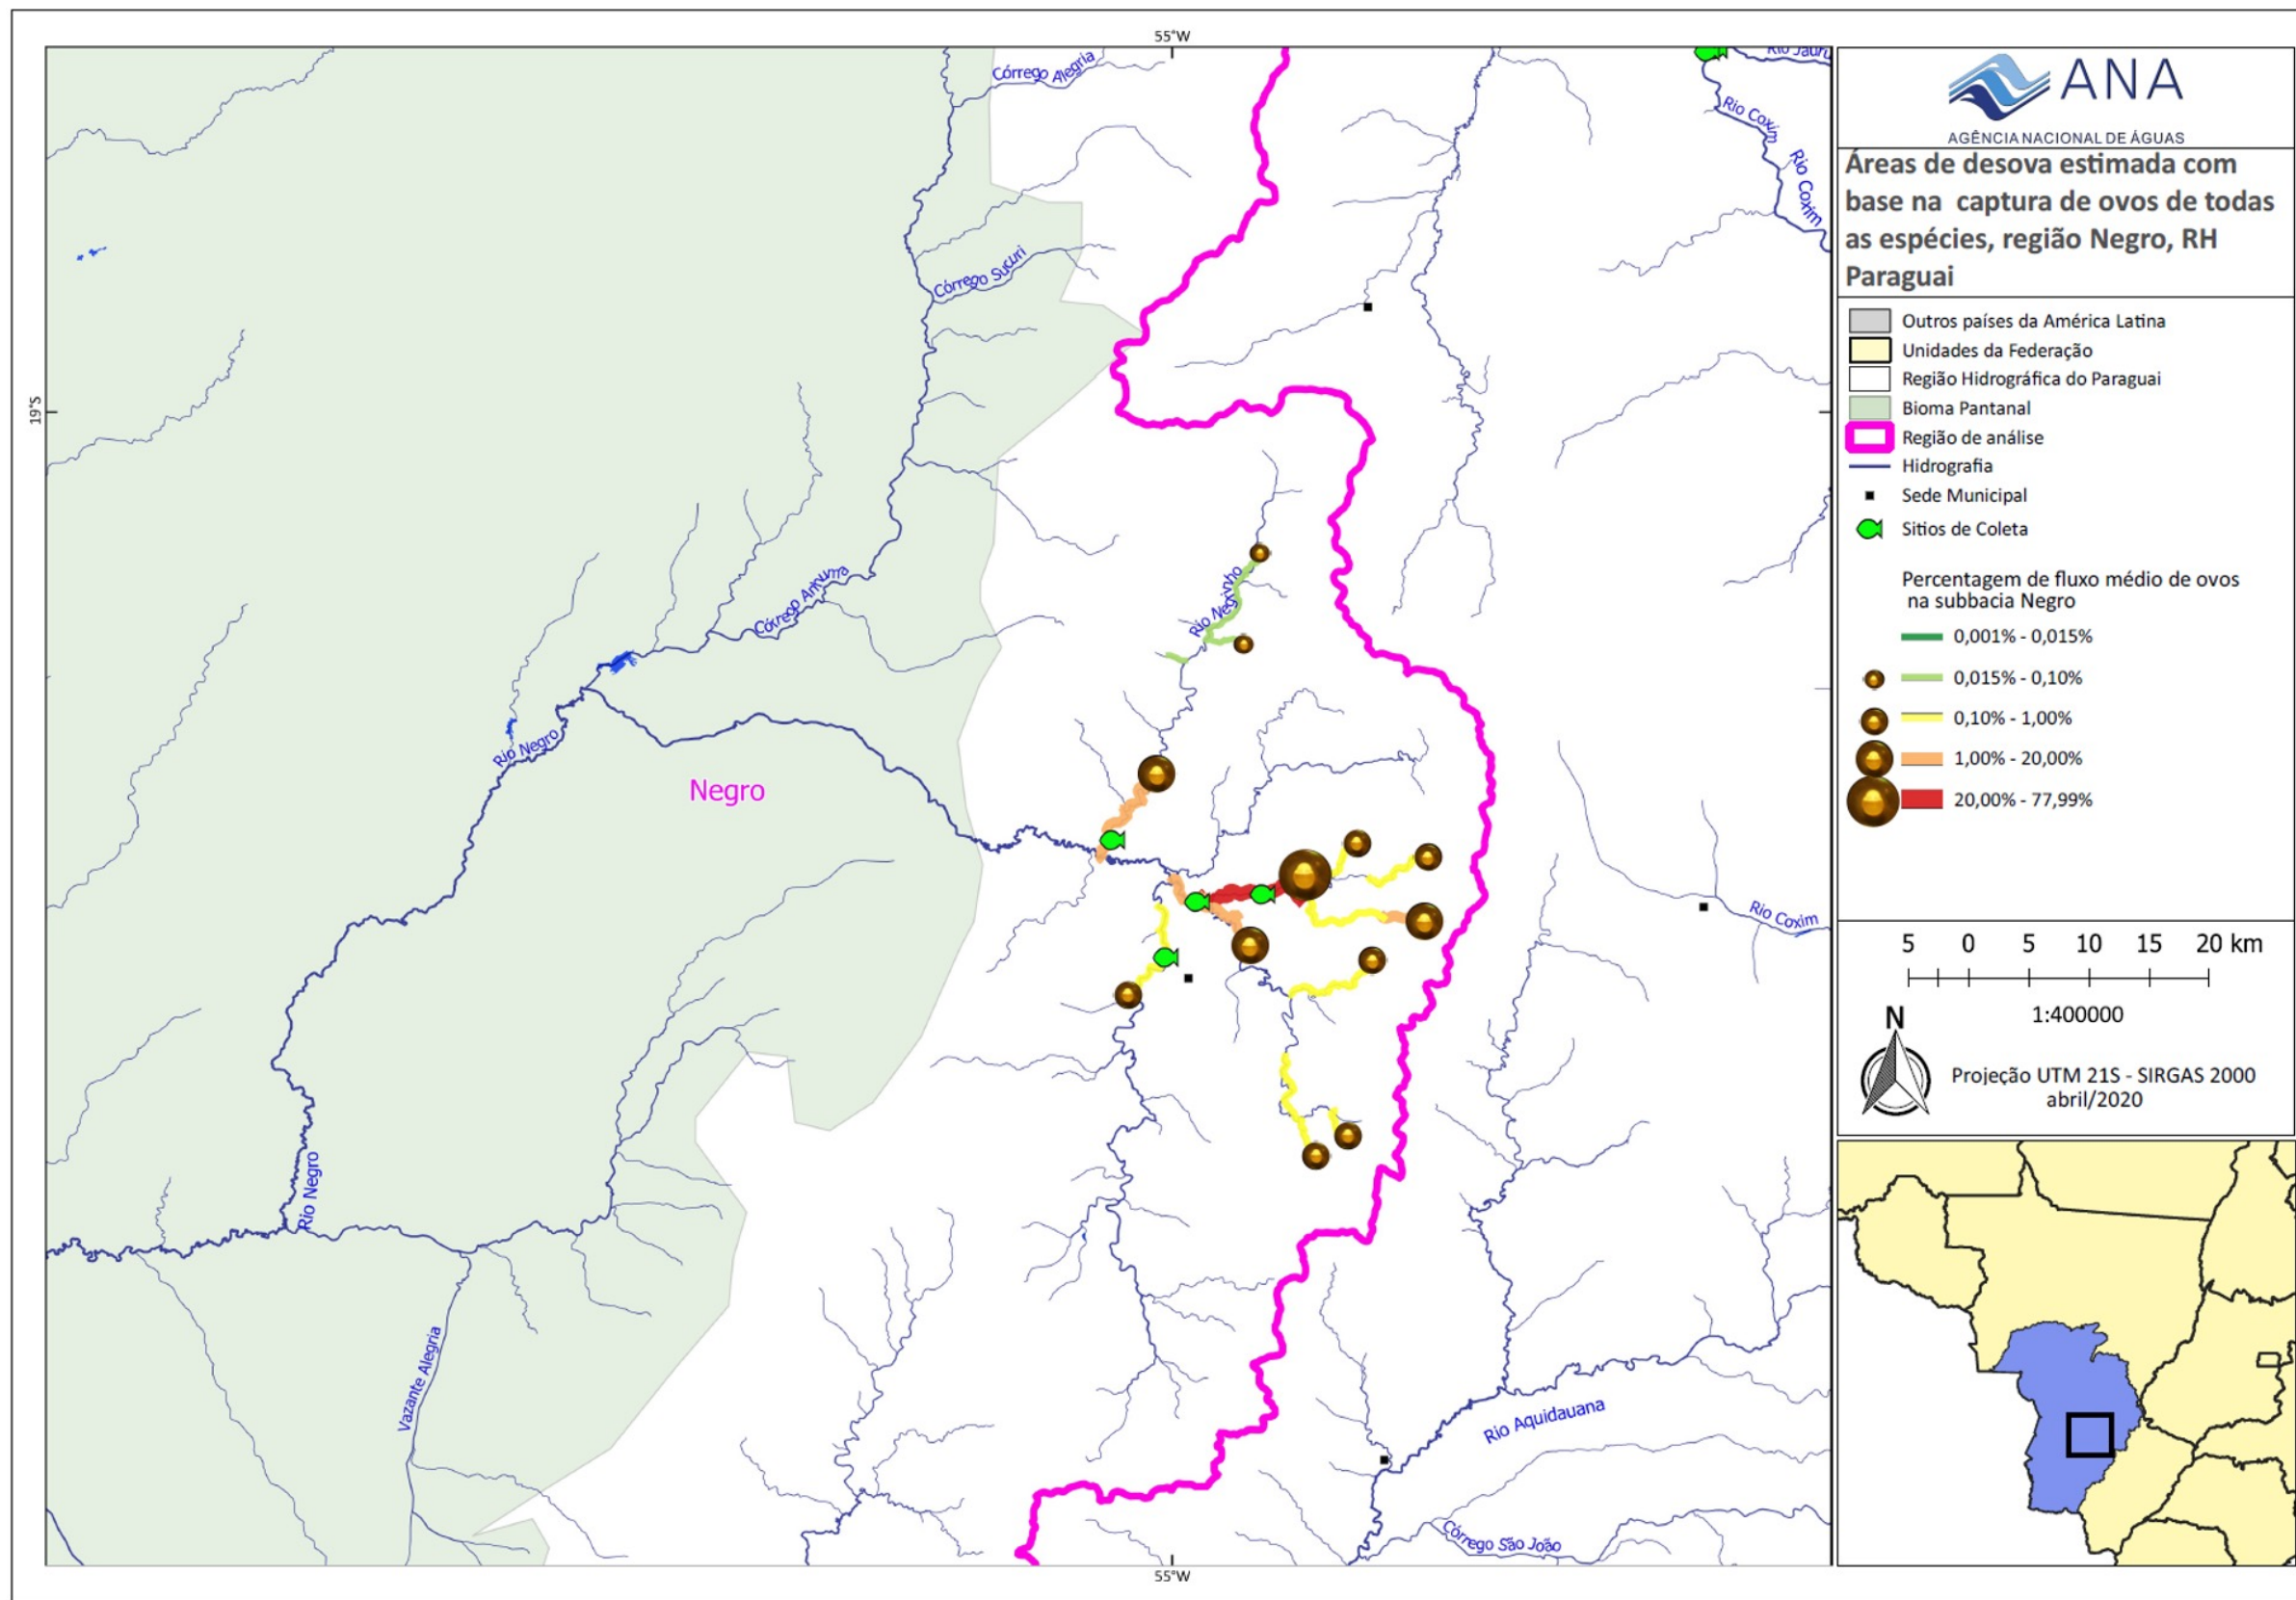 55°W
19°S
Córrego Alegria
Rio Jauru
Rio Coxim
Rio Coxim
Córrego Sucuri
Rio Negrinho
Rio Negro
Negro
Rio Coxim
Rio Negro
Vazante Alegria
Rio Aquidauana
Córrego São João
55°W
ANA
AGÊNCIA NACIONAL DE ÁGUAS
Áreas de desova estimada com
base na captura de ovos de todas
as espécies, região Negro, RH
Paraguai
Outros países da América Latina
Unidades da Federação
Região Hidrográfica do Paraguai
Bioma Pantanal
Região de análise
Hidrografia
Sede Municipal
Sitios de Coleta
Percentagem de fluxo médio de ovos
na subbacia Negro
0,001% - 0,015%
0,015% - 0,10%
0,10% - 1,00%
1,00% - 20,00%
20,00% - 77,99%
5 0 5 10 15 20 km
1:400000
N
Projeção UTM 21S - SIRGAS 2000
abril/2020